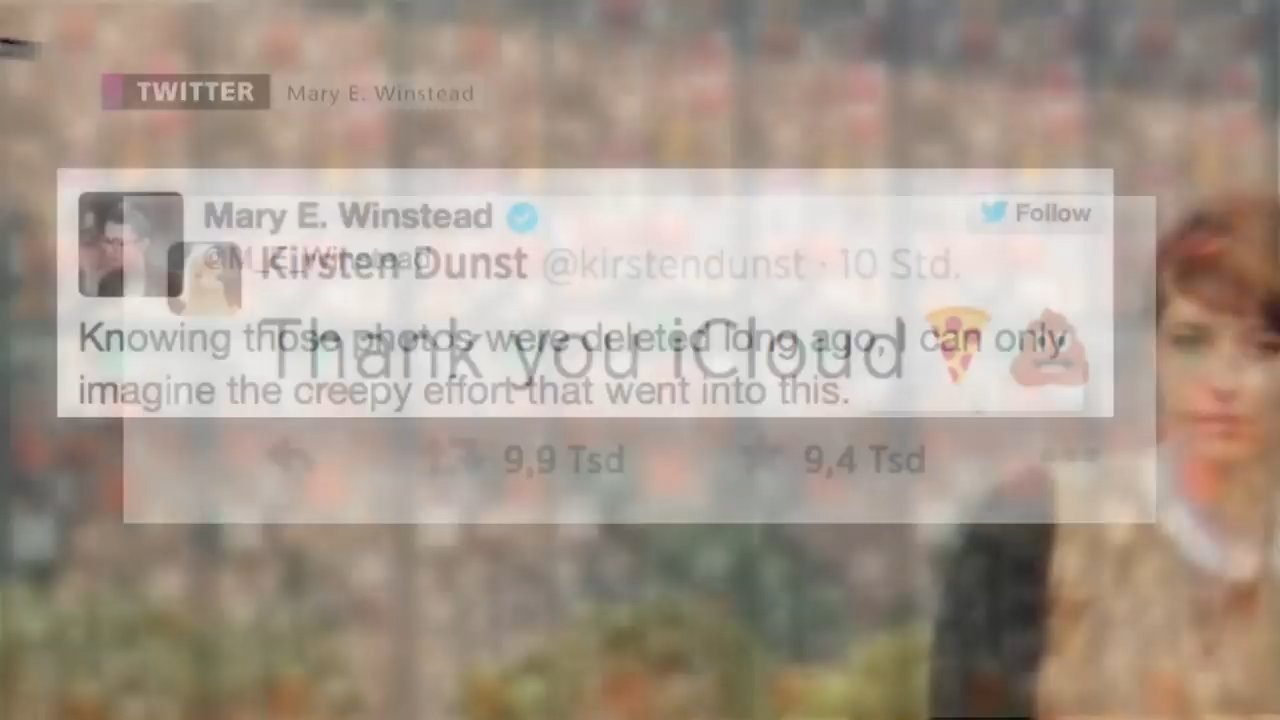 TWITTER Mary E. Winstead
Mary E. Winstead
Follow
@M_E_Winstead
Kirsten Dunst @kirstendunst · 10 Std.
Knowing those photos were deleted long ago, I can only
Thank you iCloud🍕💩
imagine the creepy effort that went into this.
9,9 Tsd 9,4 Tsd